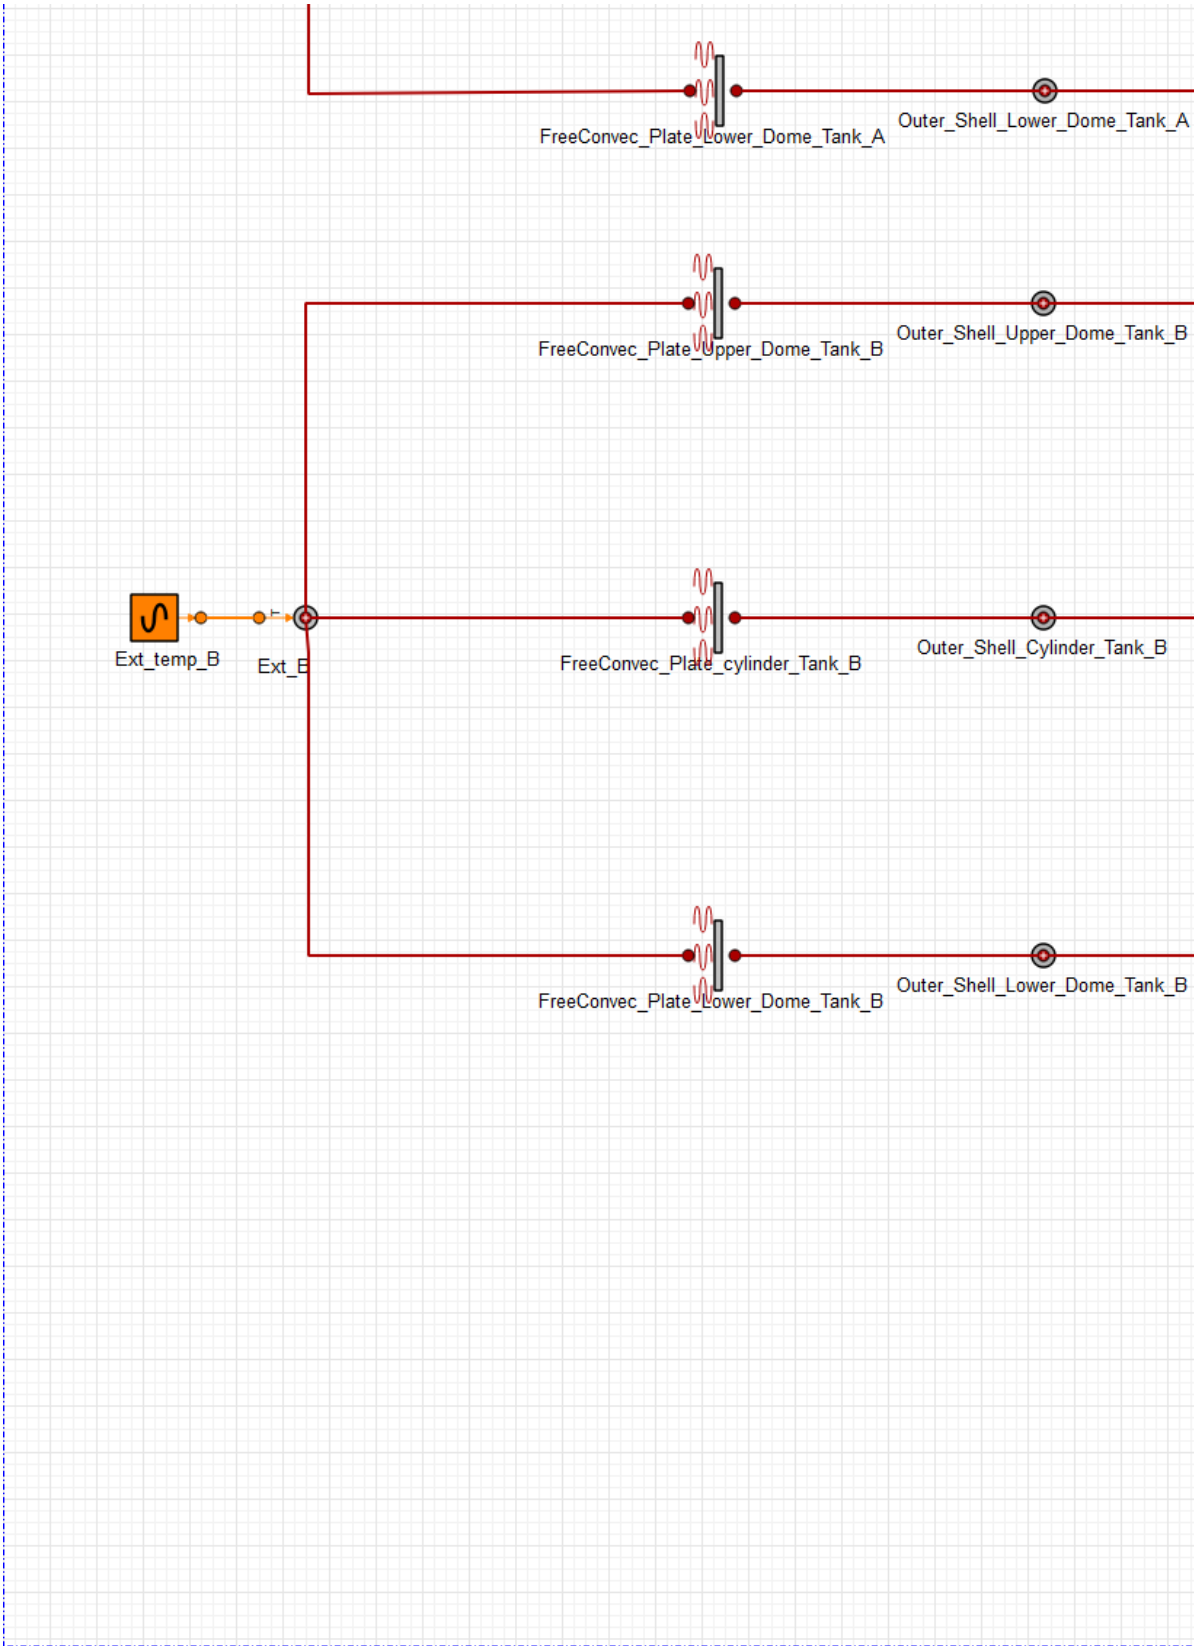 FreeConvec_Plate_Lower_Dome_Tank_A
Outer_Shell_Lower_Dome_Tank_A
FreeConvec_Plate_Upper_Dome_Tank_B
Outer_Shell_Upper_Dome_Tank_B
T
Ext_temp_B
Ext_B
FreeConvec_Plate_cylinder_Tank_B
Outer_Shell_Cylinder_Tank_B
FreeConvec_Plate_Lower_Dome_Tank_B
Outer_Shell_Lower_Dome_Tank_B